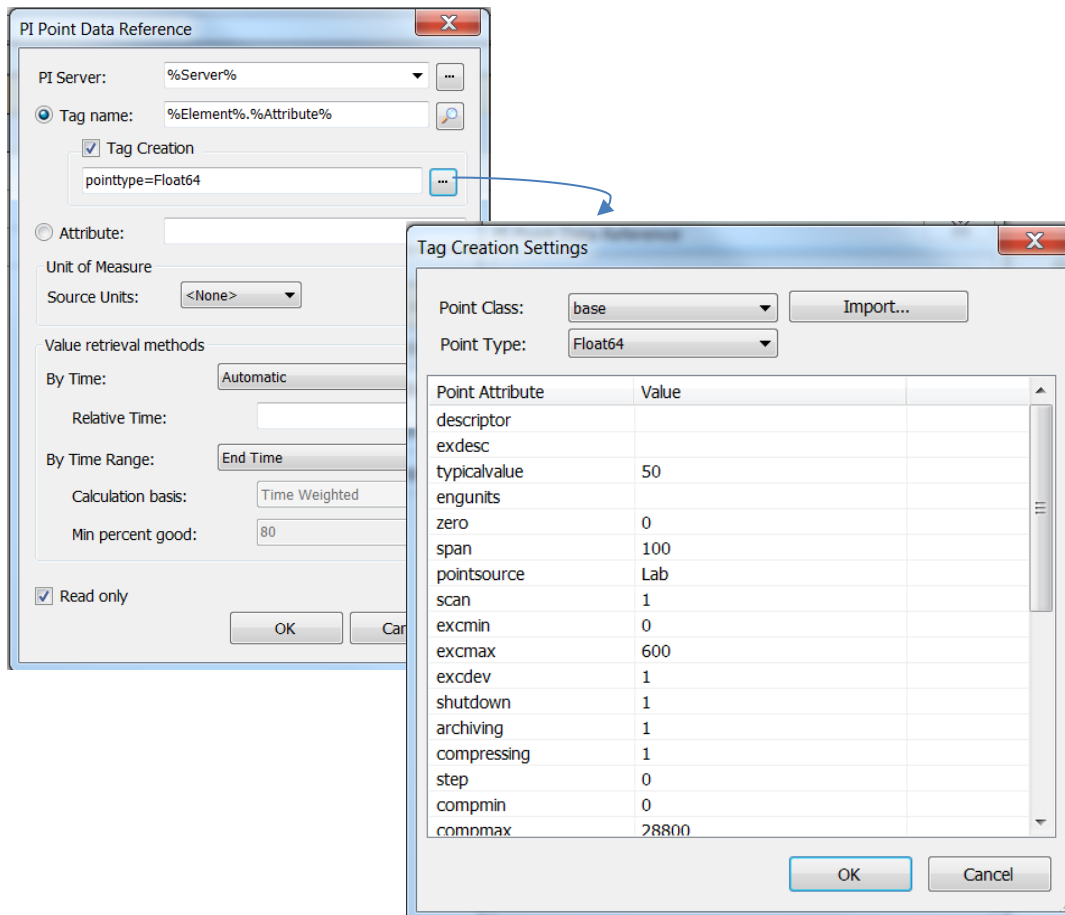 PI Point Data Reference
PI Server: %Server% ...
Tag name: %Element%.%Attribute%
Tag Creation
pointtype=Float64 ...
Attribute:
Unit of Measure
Source Units: <None>
Value retrieval methods
By Time: Automatic
Relative Time:
By Time Range: End Time
Calculation basis: Time Weighted
Min percent good: 80
Read only
OK Can
Tag Creation Settings
Point Class: base Import...
Point Type: Float64
Point Attribute Value
descriptor
exdesc
typicalvalue 50
engunits
zero 0
span 100
pointsource Lab
scan 1
excmin 0
excmax 600
excdev 1
shutdown 1
archiving 1
compressing 1
step 0
compmin 0
compmax 28800
OK Cancel